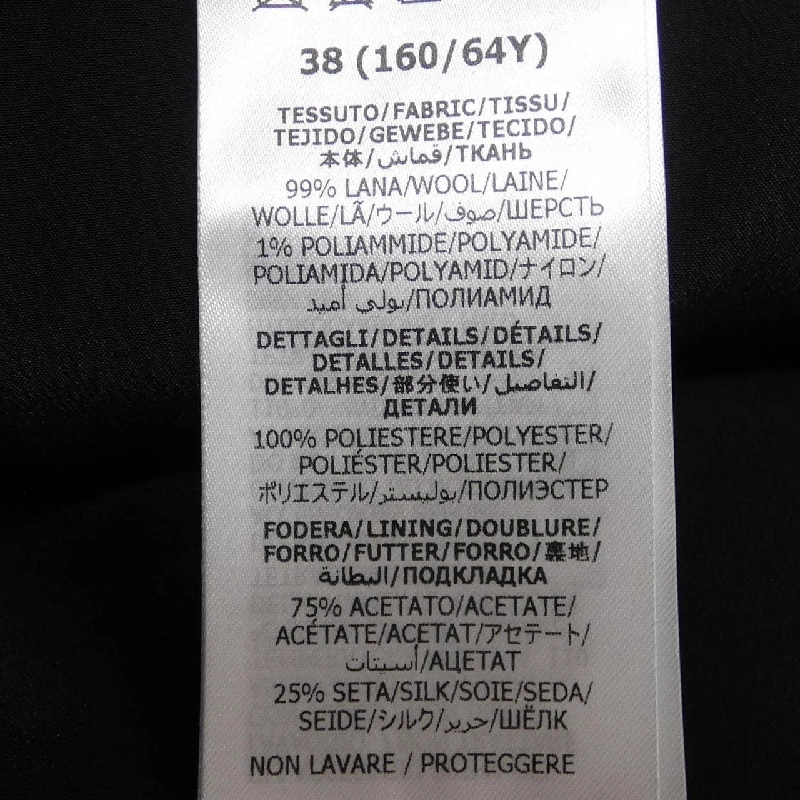 38 (160/64Y)
TESSUTO/FABRIC/TISSU/
TEJIDO/GEWEBE/TECIDO/
本体/قماش/ТКАНЬ
99% LANA/WOOL/LAINE/
WOLLE/LÃ/ウール/صوف/ШЕРСТЬ
1% POLIAMMIDE/POLYAMIDE/
POLIAMIDA/POLYAMID/ナイロン/
بولي أميد/ПОЛИАМИД
DETTAGLI/DETAILS/DÉTAILS/
DETALLES/DETAILS/
DETALHES/部分使い/التفاصيل/
ДЕТАЛИ
100% POLIESTERE/POLYESTER/
POLIÉSTER/POLIESTER/
ポリエステル/بوليستر/ПОЛИЭСТЕР
FODERA/LINING/DOUBLURE/
FORRO/FUTTER/FORRO/裏地/
البطانة/ПОДКЛАДКА
75% ACETATO/ACETATE/
ACÉTATE/ACETAT/アセテート/
أسيتات/АЦЕТАТ
25% SETA/SILK/SOIE/SEDA/
SEIDE/シルク/حرير/ШЁЛК
NON LAVARE / PROTEGGERE